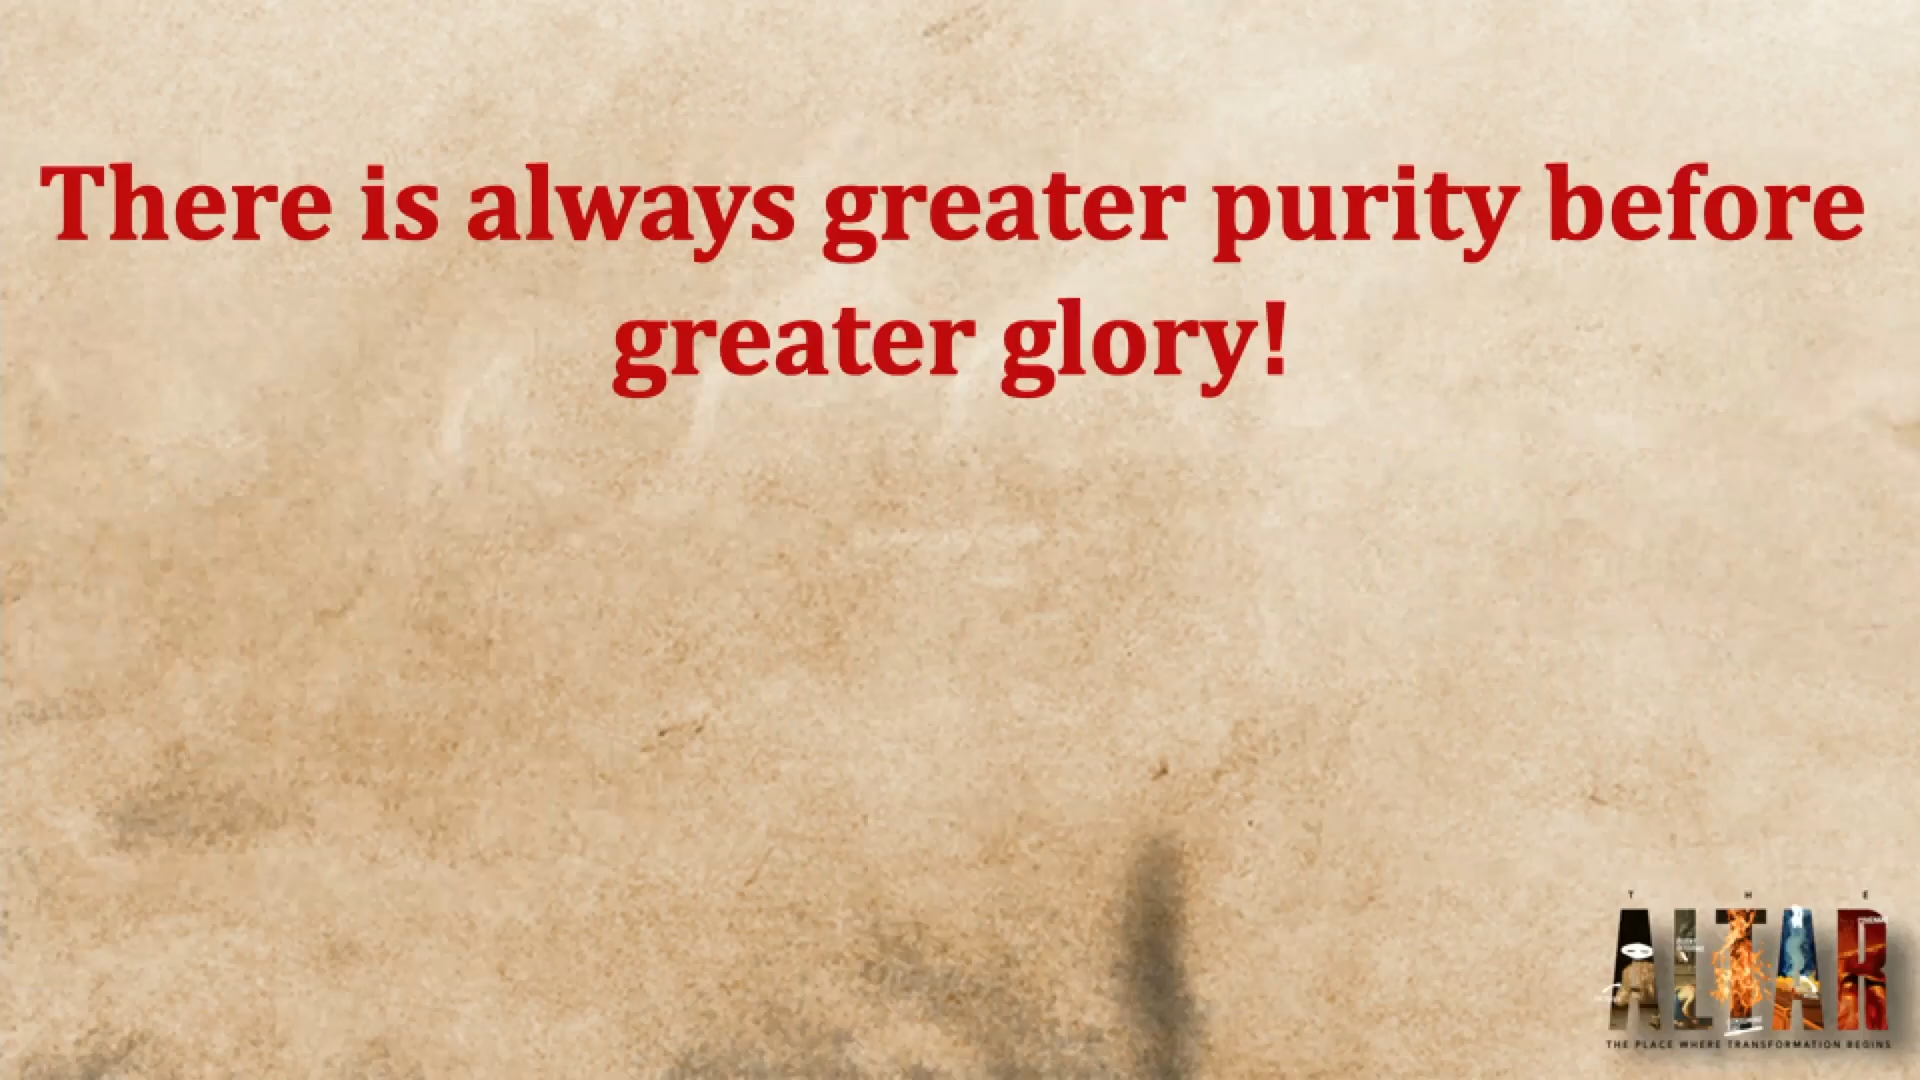 There is always greater purity before
greater glory!
THE
ALTAR
THE PLACE WHERE TRANSFORMATION BEGINS